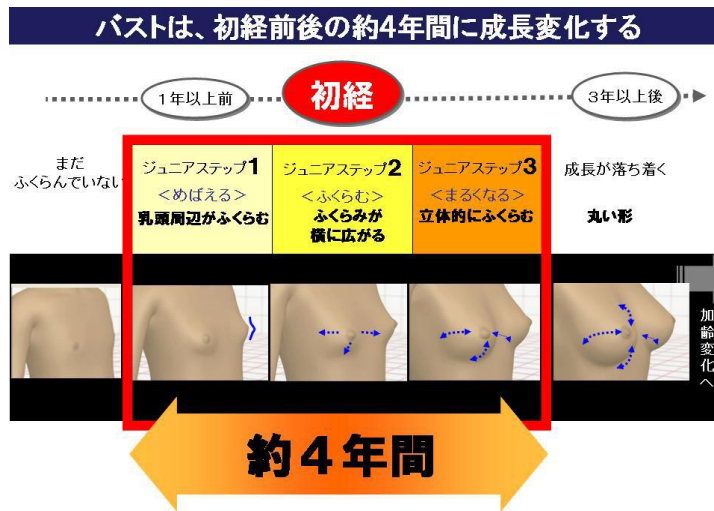 バストは、初経前後の約4年間に成長変化する
1年以上前
初経
3年以上後
まだ
ふくらんでいない
ジュニアステップ1
＜めばえる＞
乳頭周辺がふくらむ
ジュニアステップ2
＜ふくらむ＞
ふくらみが
横に広がる
ジュニアステップ3
＜まるくなる＞
立体的にふくらむ
成長が落ち着く
丸い形
加齢変化へ
約4年間